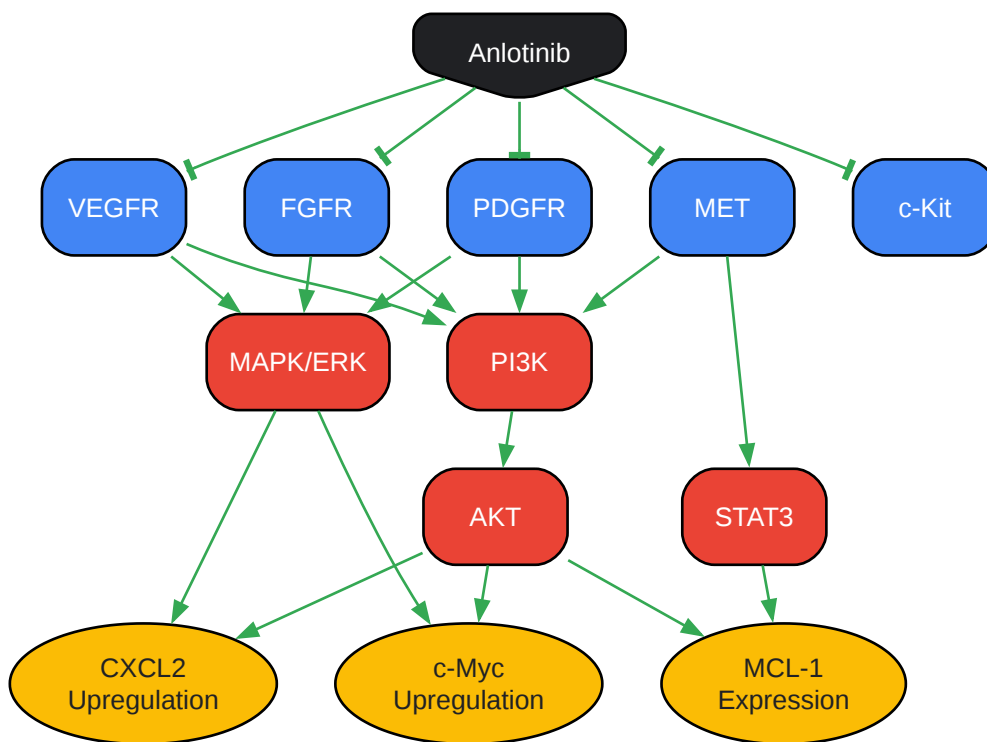 Anlotinib
VEGFR
FGFR
PDGFR
MET
c-Kit
MAPK/ERK
PI3K
AKT
STAT3
CXCL2
Upregulation
c-Myc
Upregulation
MCL-1
Expression